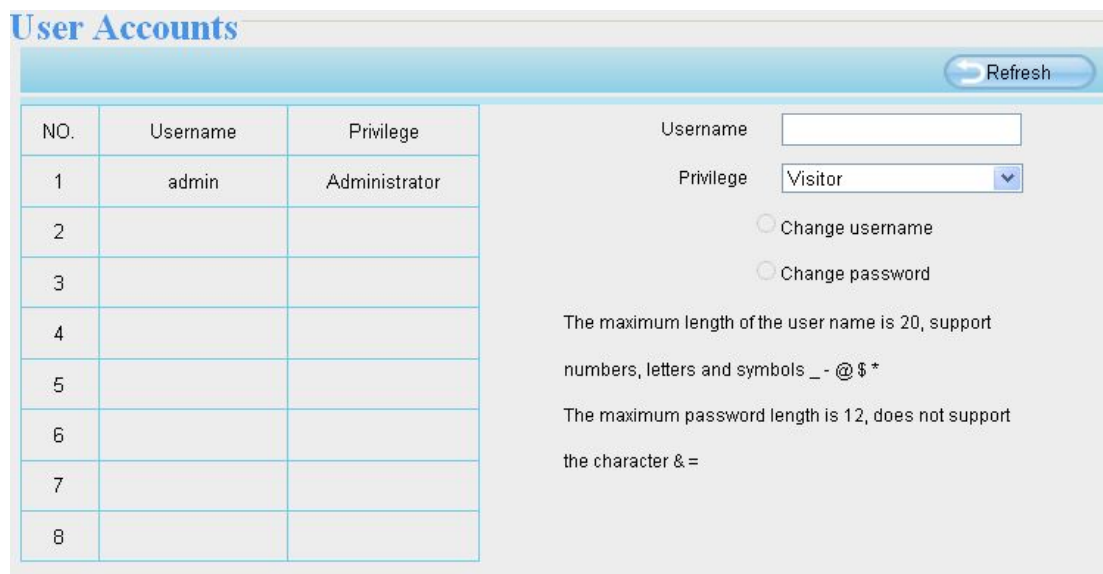 User Accounts
Refresh
NO. Username Privilege
1 admin Administrator
2
3
4
5
6
7
8
Username
Privilege Visitor
Change username
Change password
The maximum length of the user name is 20, support
numbers, letters and symbols _ - @ $ *
The maximum password length is 12, does not support
the character & =